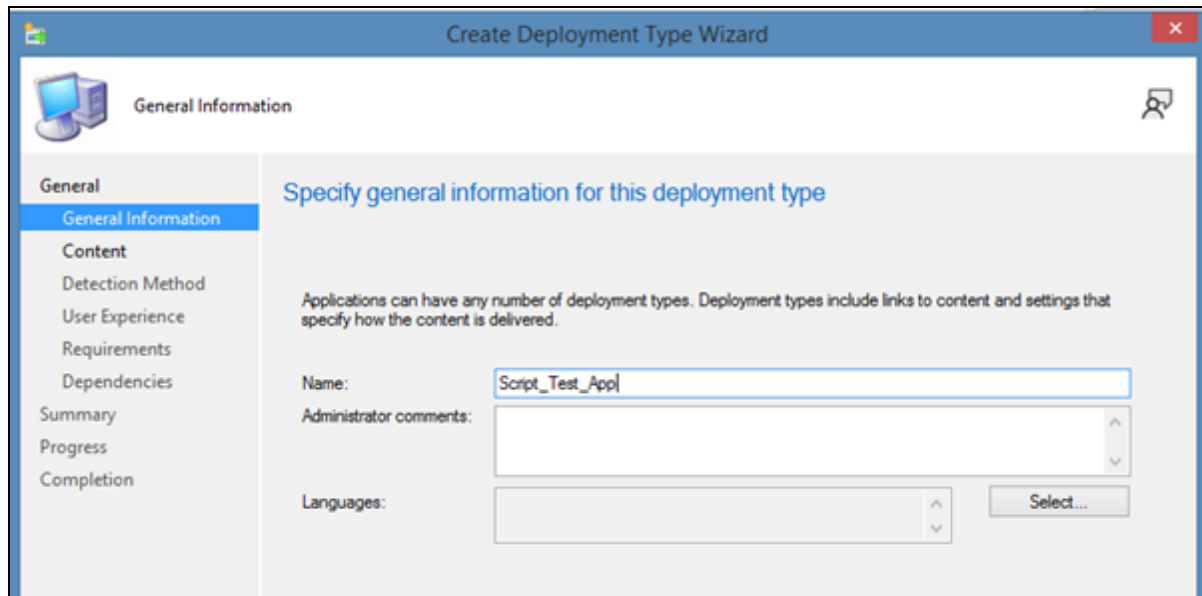 Create Deployment Type Wizard
General Information
General
General Information
Content
Detection Method
User Experience
Requirements
Dependencies
Summary
Progress
Completion
Specify general information for this deployment type
Applications can have any number of deployment types. Deployment types include links to content and settings that
specify how the content is delivered.
Name: Script_Test_App
Administrator comments:
Languages: Select...